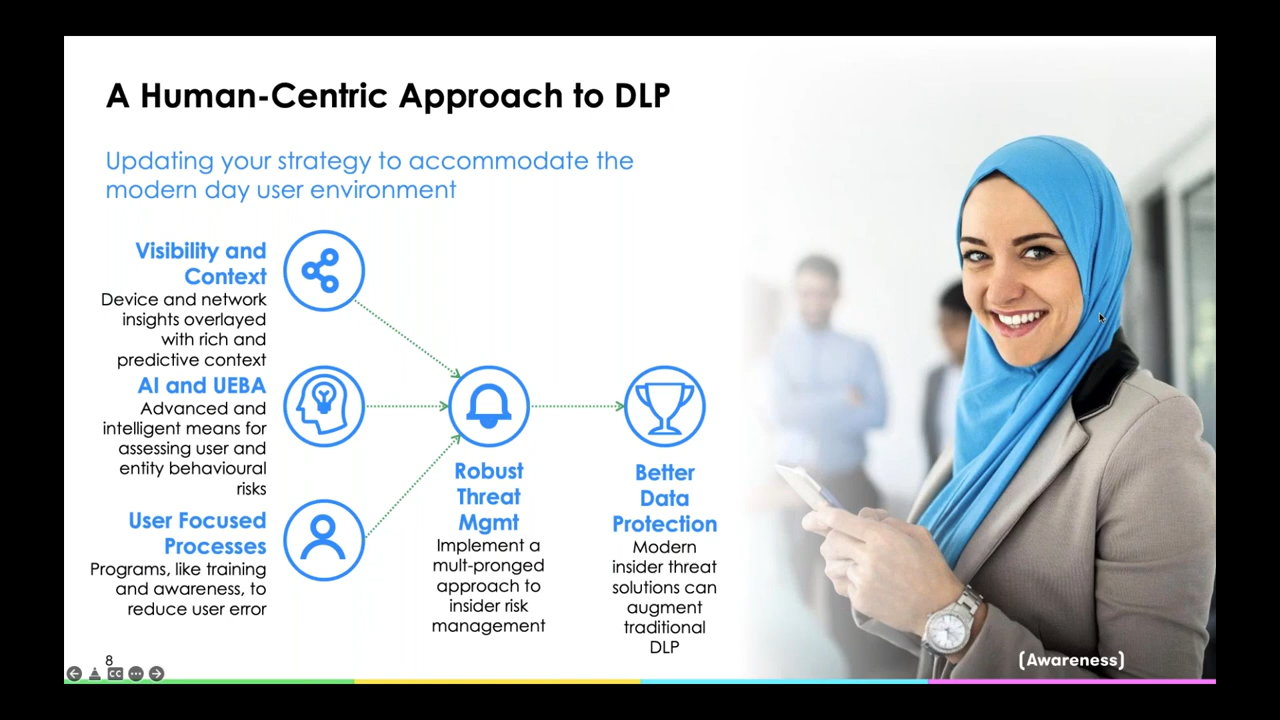 A Human-Centric Approach to DLP
Updating your strategy to accommodate the
modern day user environment
Visibility and
Context
Device and network
insights overlayed
with rich and
predictive context
AI and UEBA
Advanced and
intelligent means for
assessing user and
entity behavioural
risks
User Focused
Processes
Programs, like training
and awareness, to
reduce user error
Robust
Threat
Mgmt
Implement a
mult-pronged
approach to
insider risk
management
Better
Data
Protection
Modern
insider threat
solutions can
augment
traditional
DLP
8
CC
(Awareness)